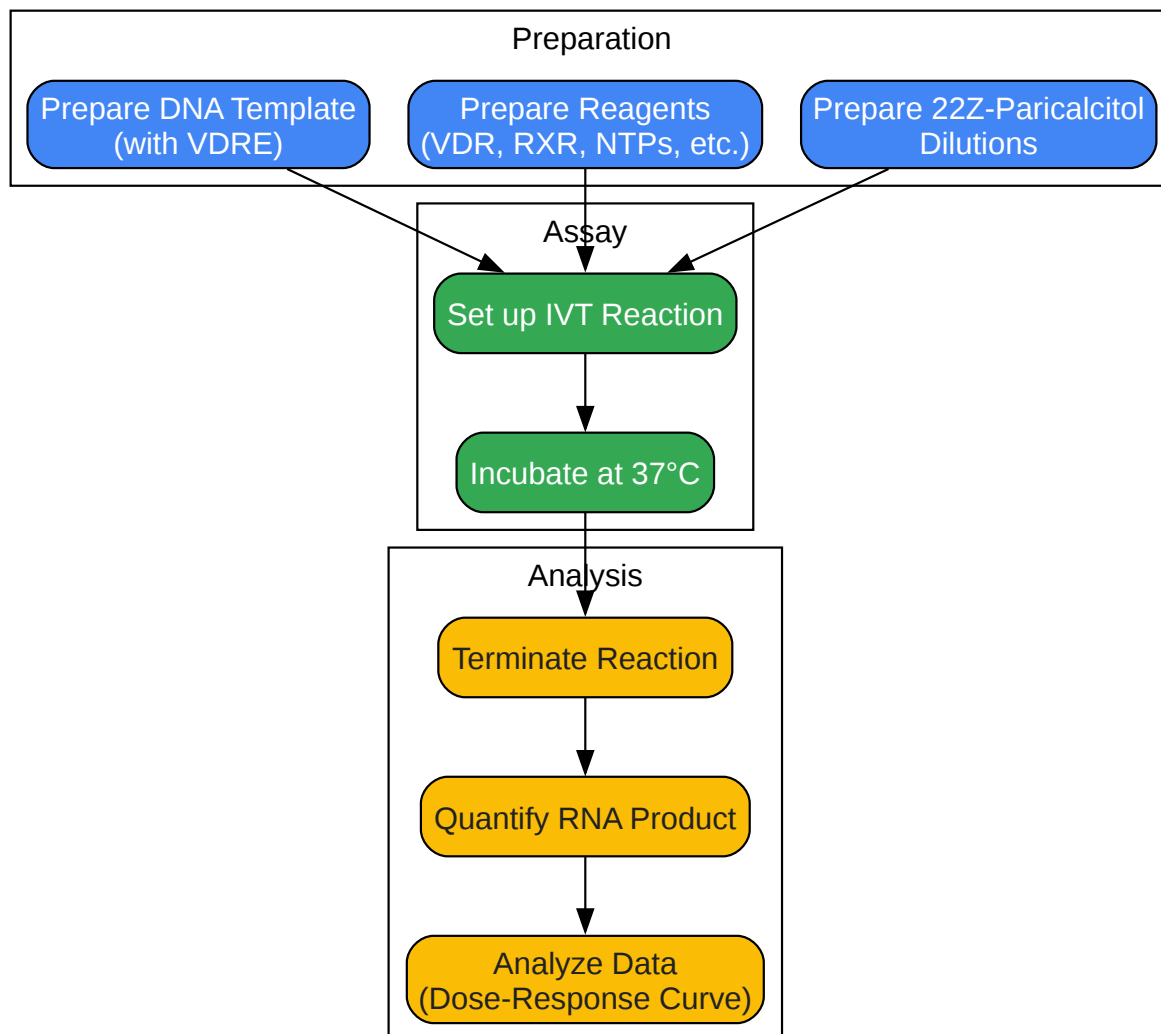 Preparation
Prepare DNA Template
(with VDRE)
Prepare Reagents
(VDR, RXR, NTPs, etc.)
Prepare 22Z-Paricalcitol
Dilutions
Assay
Set up IVT Reaction
Incubate at 37°C
Analysis
Terminate Reaction
Quantify RNA Product
Analyze Data
(Dose-Response Curve)